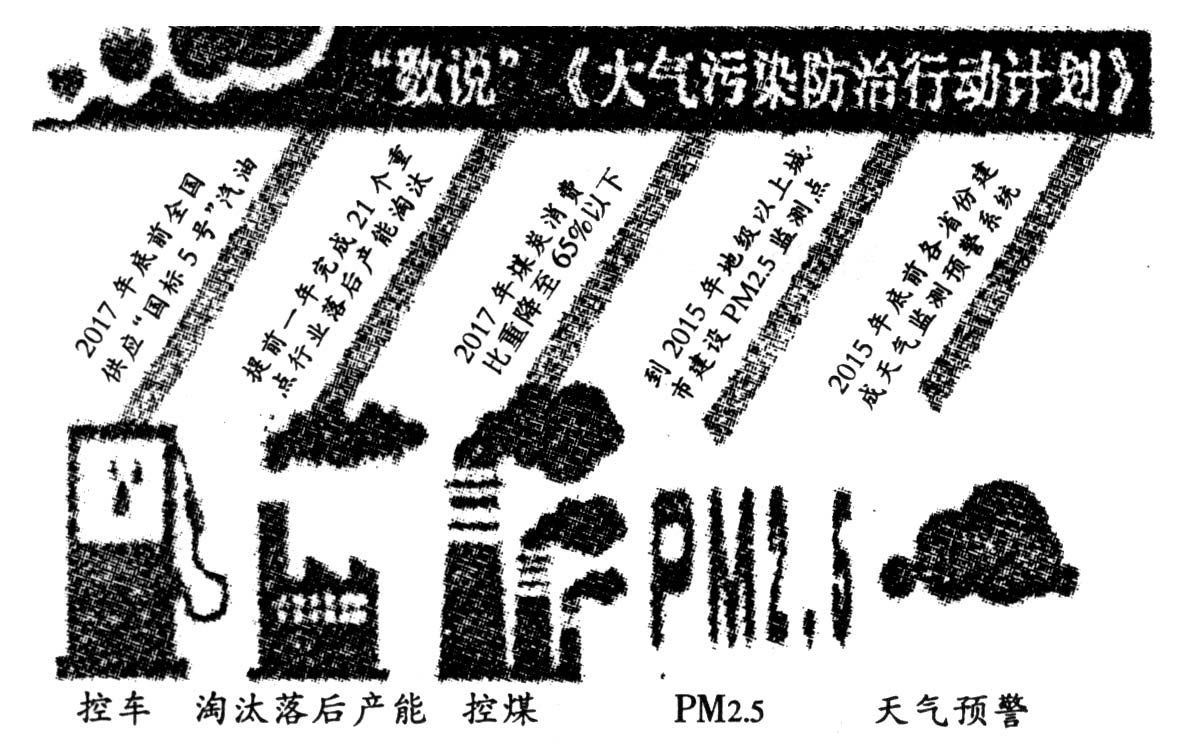 “数说”《大气污染防治行动计划》
2017年底前全国
供应“国标5号”汽油
提前一年完成21个重
点行业落后产能淘汰
2017年煤炭消费
比重降至65%以下
到2015年地级以上城
市建设PM2.5监测点
2015年底前各省份建
成天气监测预警系统
PM2.5
控车
淘汰落后产能
控煤
PM2.5
天气预警